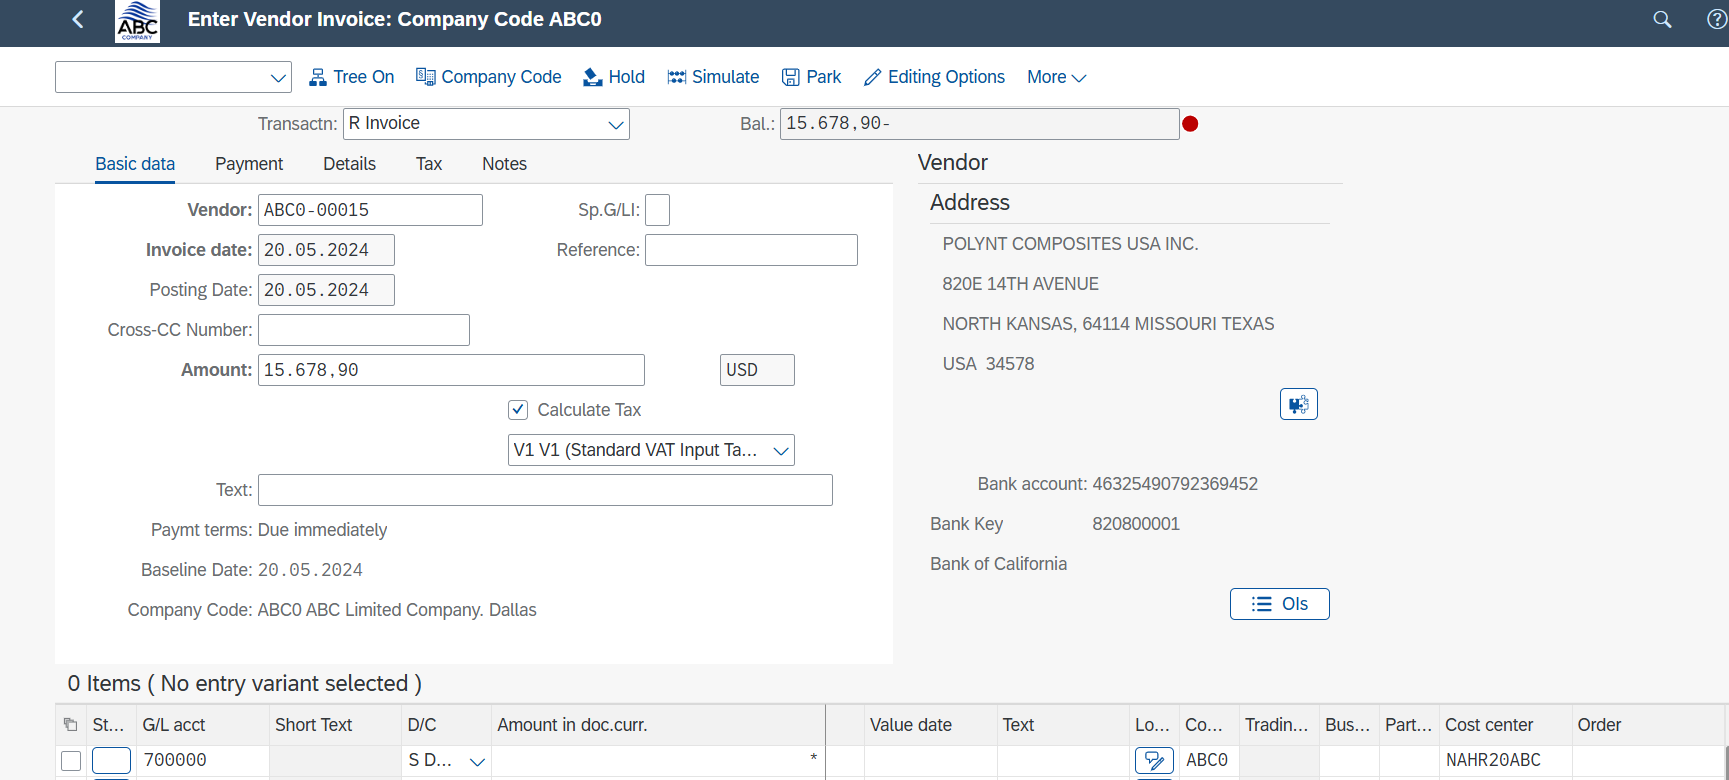 ABC
COMPANY
Enter Vendor Invoice: Company Code ABC0
Tree On Company Code Hold Simulate Park Editing Options More
Transactn: R Invoice Bal.: 15.678,90-
Basic data Payment Details Tax Notes
Vendor
Vendor: ABC0-00015 Sp.G/LI:
Address
Invoice date: 20.05.2024 Reference:
POLYNT COMPOSITES USA INC.
Posting Date: 20.05.2024
820E 14TH AVENUE
Cross-CC Number:
NORTH KANSAS, 64114 MISSOURI TEXAS
Amount: 15.678,90 USD
USA 34578
Calculate Tax
V1 V1 (Standard VAT Input Ta...
Text:
Bank account: 46325490792369452
Paymt terms: Due immediately
Bank Key 820800001
Baseline Date: 20.05.2024
Bank of California
Company Code: ABC0 ABC Limited Company. Dallas
OIs
0 Items ( No entry variant selected )
St... G/L acct Short Text D/C Amount in doc.curr. Value date Text Lo... Co... Tradin... Bus... Part... Cost center Order
700000 S D... * ABC0 NAHR20ABC